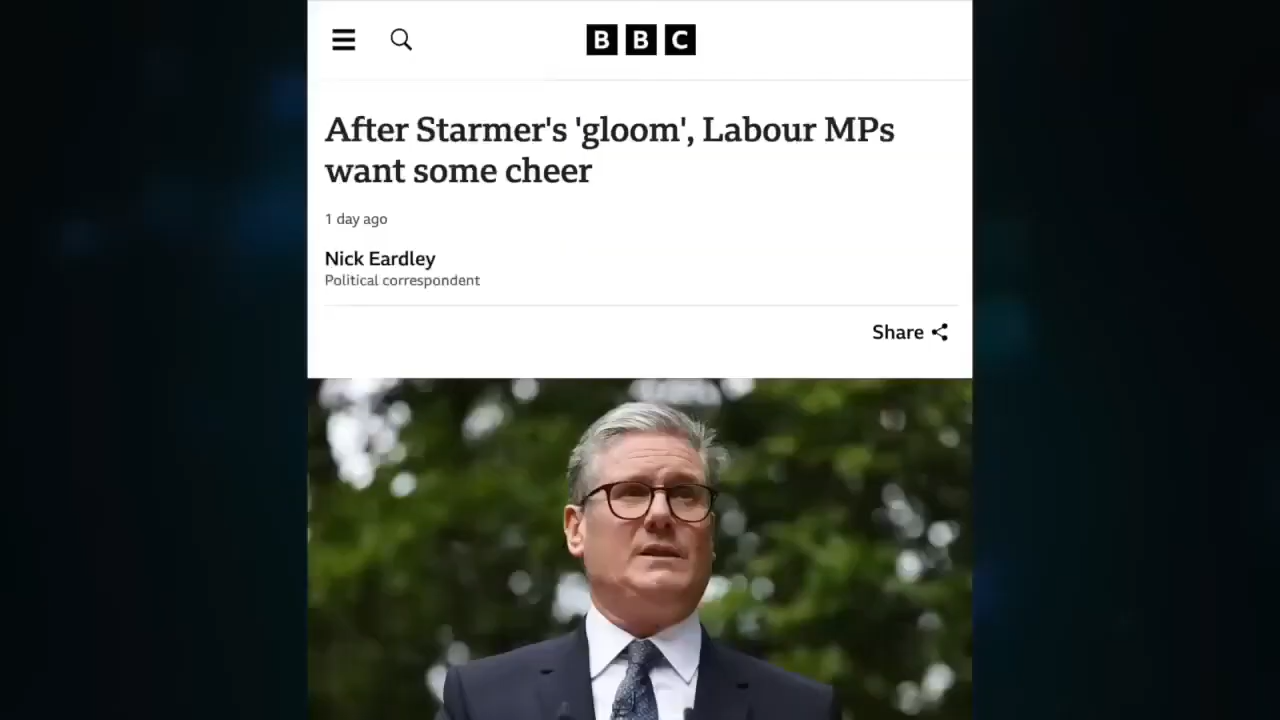 BBC
After Starmer's 'gloom', Labour MPs
want some cheer
1 day ago
Nick Eardley
Political correspondent
Share